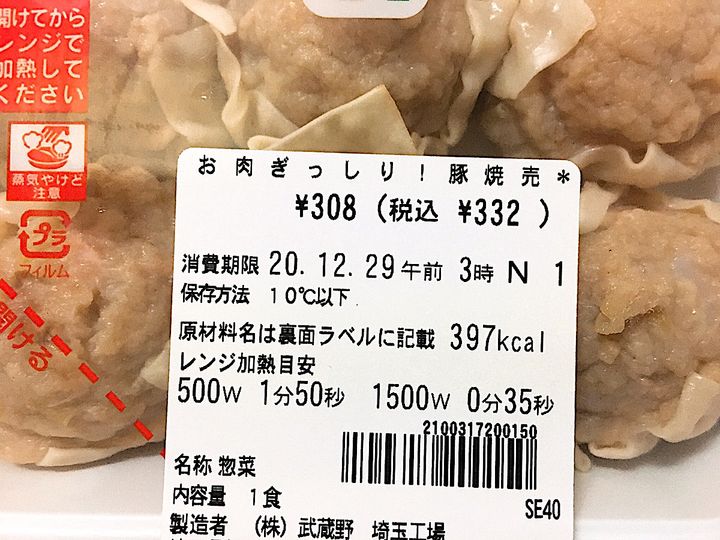 開けてから
レンジで
加熱して
ください
蒸気やけど
注意
プラ
フィルム
開ける
お肉ぎっしり！豚焼売*
¥308 (税込 ¥332 )
消費期限 20.12.29午前 3時 N 1
保存方法 10℃以下
原材料名は裏面ラベルに記載 397kcal
レンジ加熱目安
500W 1分50秒 1500W 0分35秒
2100317200150
名称 惣菜
SE40
内容量 1食
製造者 (株) 武蔵野 埼玉工場